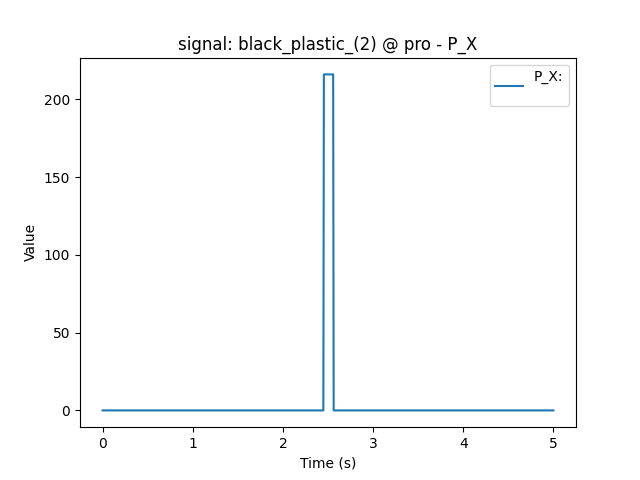 signal: black_plastic_(2) @ pro - P_X
P_X:
200
150
100
50
0
Value
0 1 2 3 4 5
Time (s)